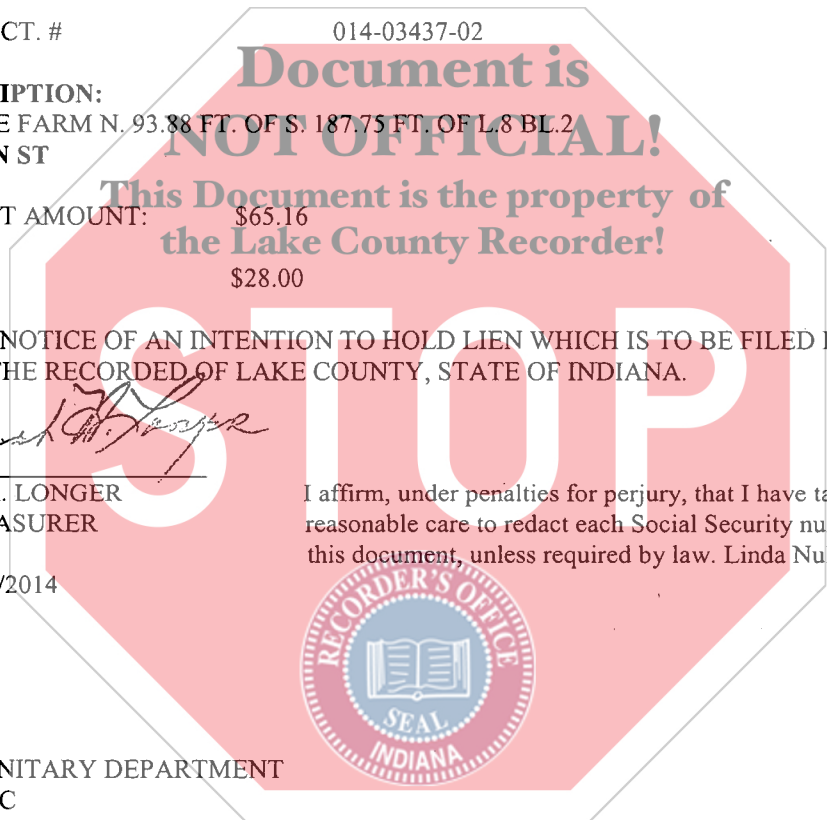 CT. # 014-03437-02
Document is
IPTION:
E FARM N. 93.88 FT. OF S. 187.75 FT. OF L.8 BL.2
NOT OFFICIAL!
N ST
This Document is the property of
T AMOUNT: $65.16
the Lake County Recorder!
$28.00
NOTICE OF AN INTENTION TO HOLD LIEN WHICH IS TO BE FILED
HE RECORDED OF LAKE COUNTY, STATE OF INDIANA.
STOP
. LONGER I affirm, under penalties for perjury, that I have ta
ASURER reasonable care to redact each Social Security nu
this document, unless required by law. Linda Nu
/2014
RECORDER'S OFFICE
SEAL
INDIANA
NITARY DEPARTMENT
C